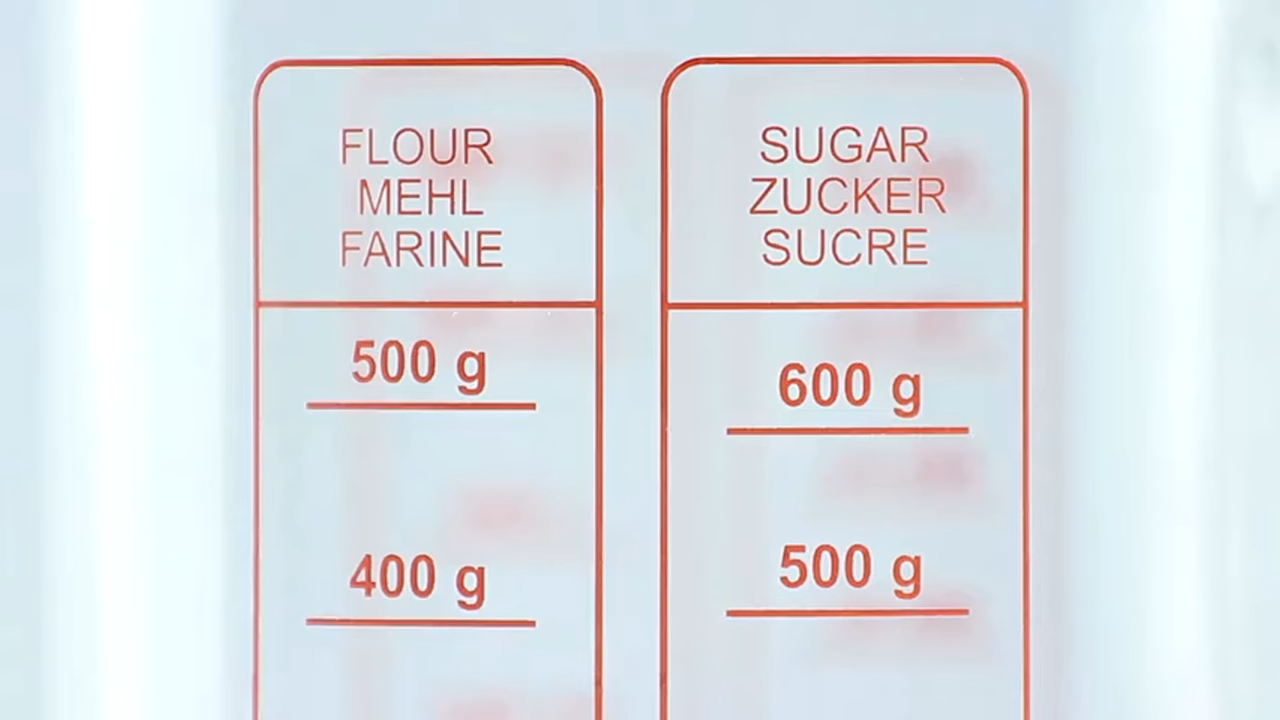 FLOUR
MEHL
FARINE
500 g
400 g
SUGAR
ZUCKER
SUCRE
600 g
500 g